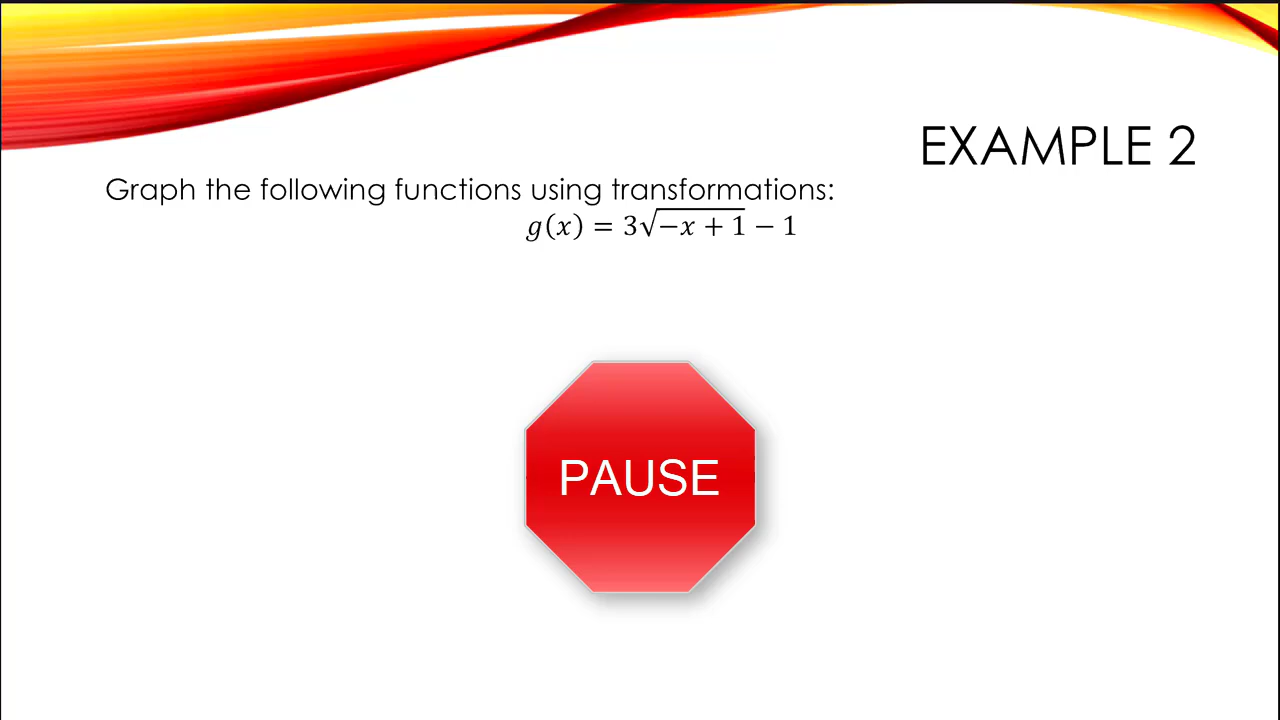 EXAMPLE 2
Graph the following functions using transformations:
𝑔(𝑥) = 3√(−𝑥 + 1) − 1
PAUSE